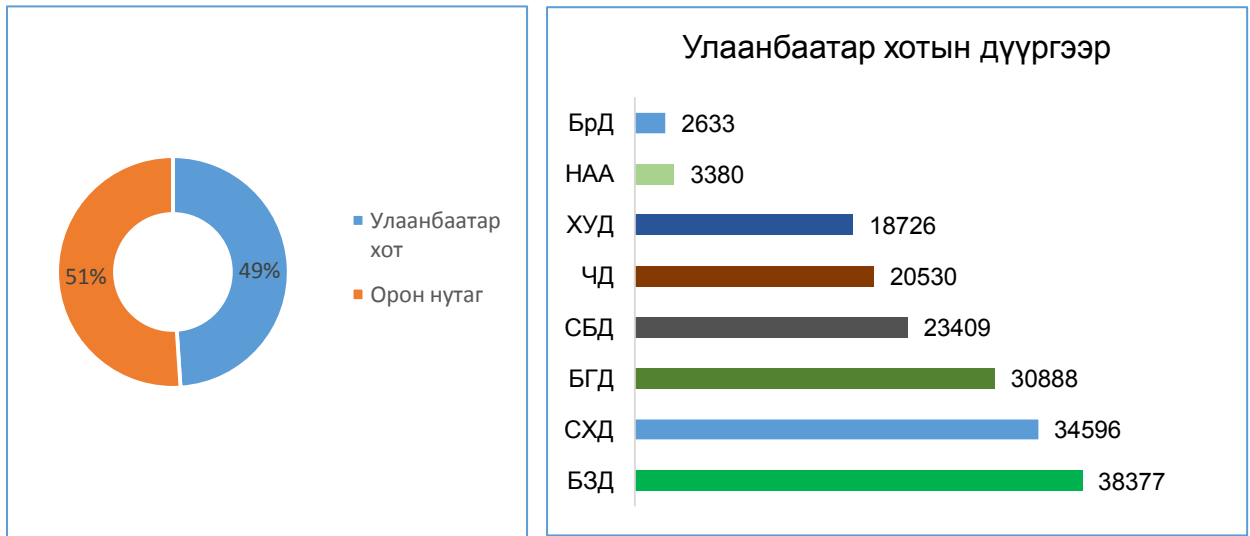 51%
49%
Улаанбаатар
хот
Орон нутаг
Улаанбаатар хотын дүүргээр
БрД 2633
НАА 3380
ХУД 18726
ЧД 20530
СБД 23409
БГД 30888
СХД 34596
БЗД 38377